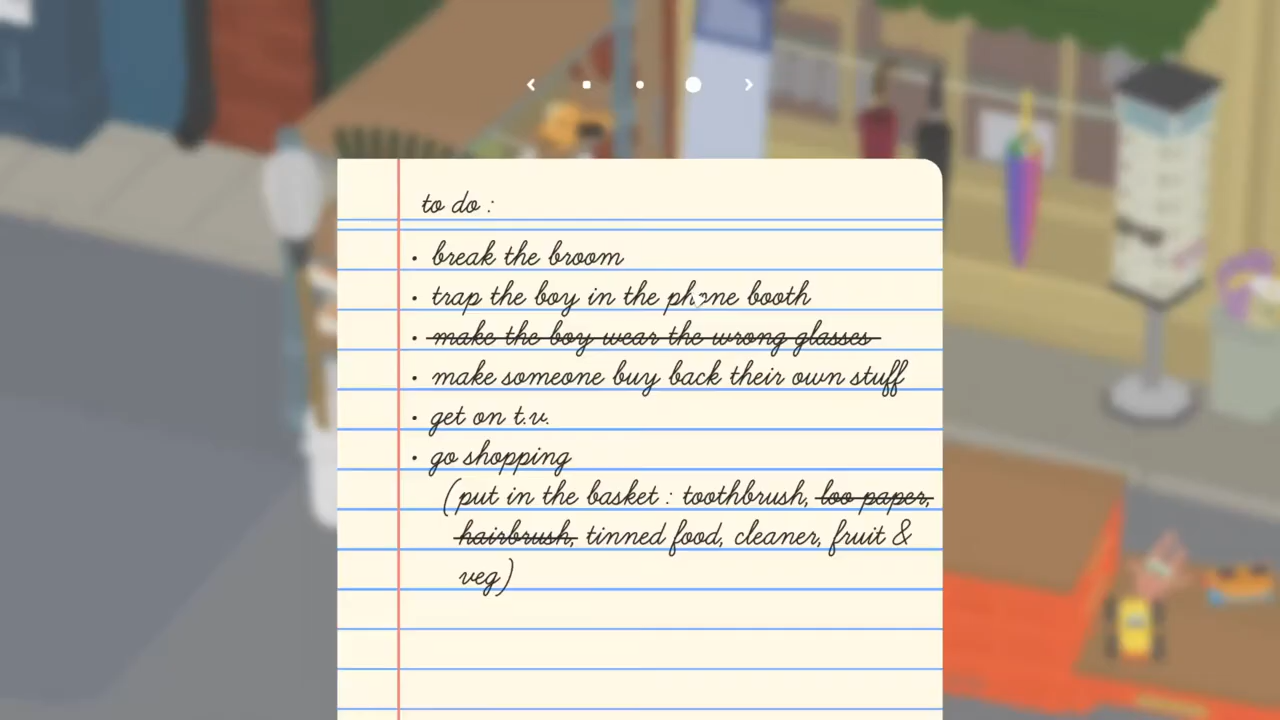 to do :
• break the broom
• trap the boy in the phone booth
• make the boy wear the wrong glasses
• make someone buy back their own stuff
• get on t.v.
• go shopping
(put in the basket : toothbrush, loo paper,
hairbrush, tinned food, cleaner, fruit &
veg)